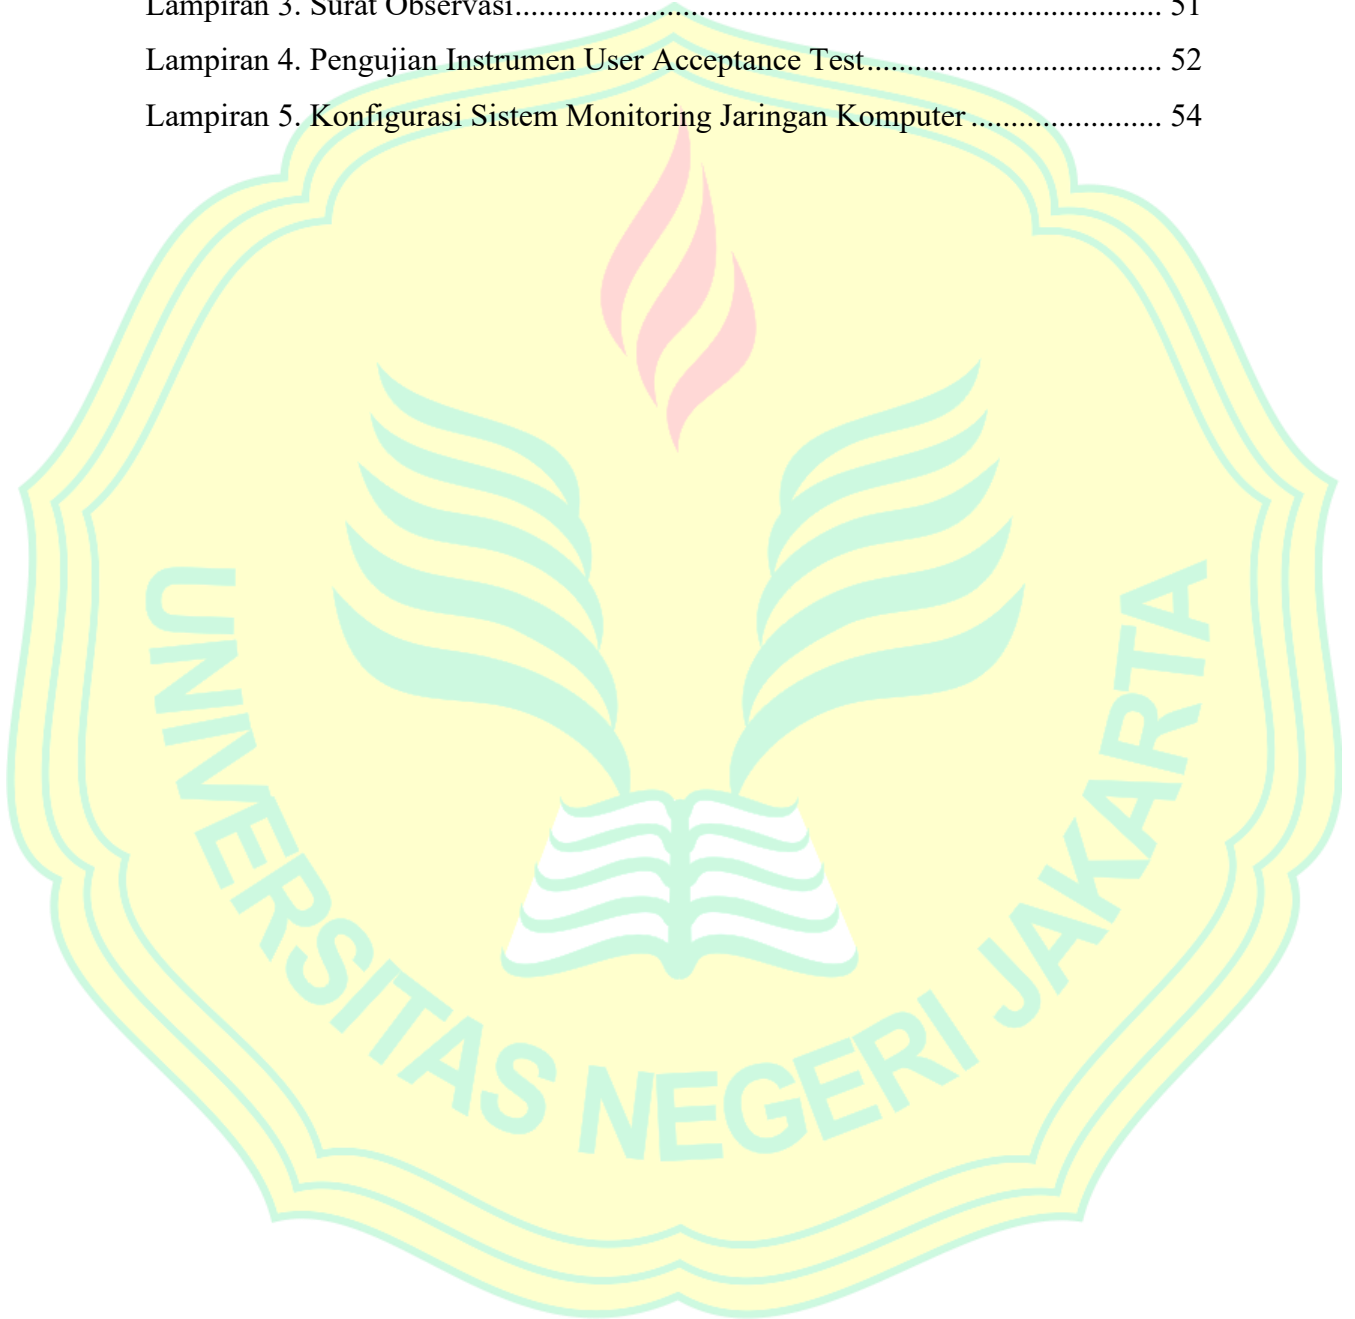 Lampiran 3. Surat Observasi.................................................................................. 51
Lampiran 4. Pengujian Instrumen User Acceptance Test..................................... 52
Lampiran 5. Konfigurasi Sistem Monitoring Jaringan Komputer ........................ 54
UNIVERSITAS NEGERI JAKARTA